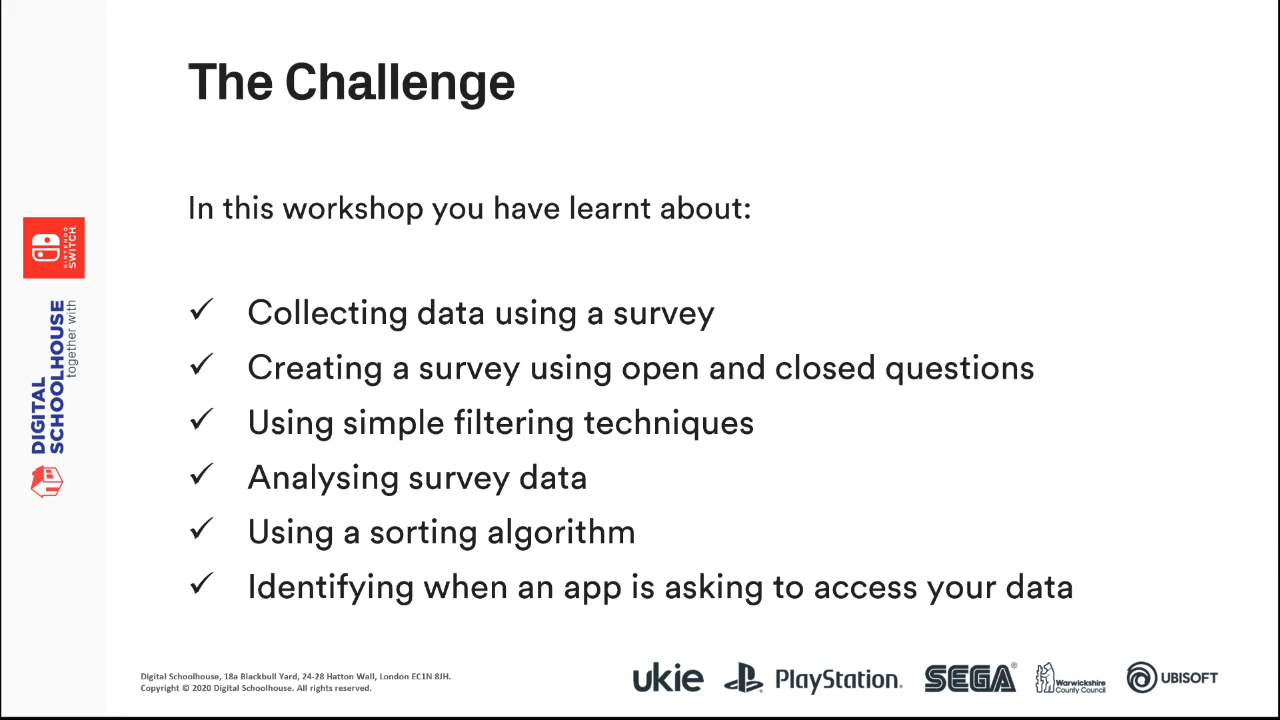 The Challenge
In this workshop you have learnt about:
✓ Collecting data using a survey
✓ Creating a survey using open and closed questions
✓ Using simple filtering techniques
✓ Analysing survey data
✓ Using a sorting algorithm
✓ Identifying when an app is asking to access your data
NINTENDO
SWITCH
DIGITAL
SCHOOLHOUSE
together with
Digital Schoolhouse, 18a Blackbull Yard, 24-28 Hatton Wall, London EC1N 8JH.
Copyright © 2020 Digital Schoolhouse. All rights reserved.
ukie
PlayStation®
SEGA®
Warwickshire
County Council
UBISOFT